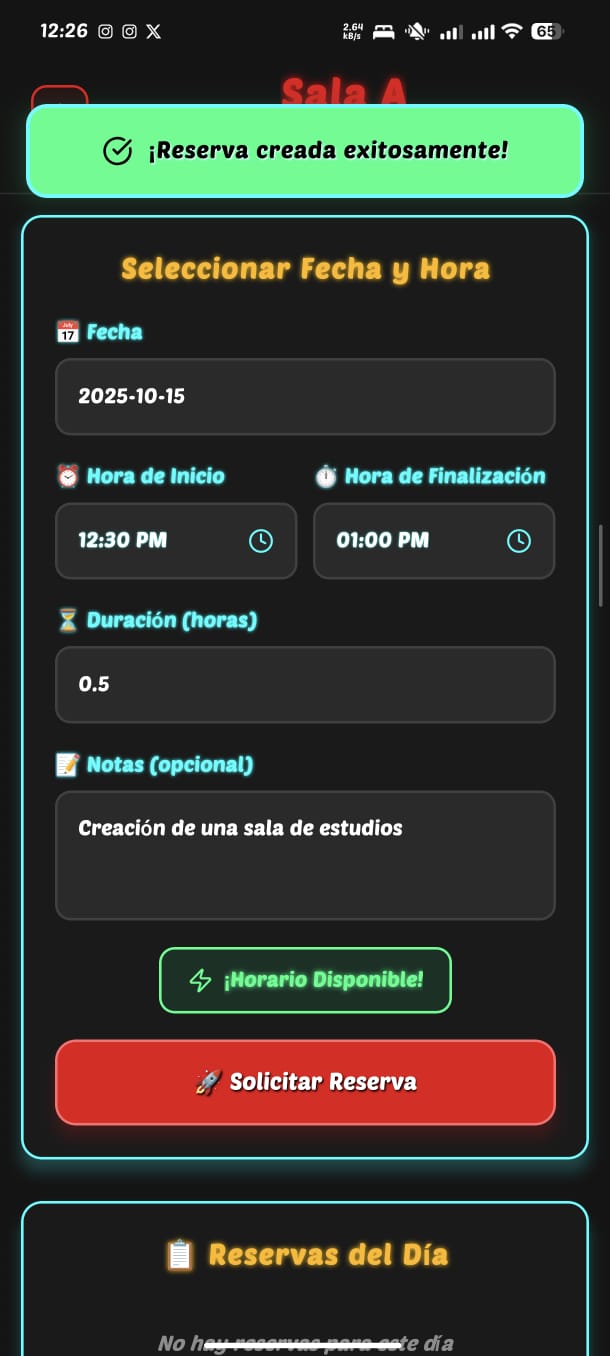 12:26
2.64
kB/s
65
Sala A
¡Reserva creada exitosamente!
Seleccionar Fecha y Hora
July
17
Fecha
2025-10-15
Hora de Inicio
Hora de Finalización
12:30 PM
01:00 PM
Duración (horas)
0.5
Notas (opcional)
Creación de una sala de estudios
¡Horario Disponible!
Solicitar Reserva
Reservas del Día
No hay reservas para este día